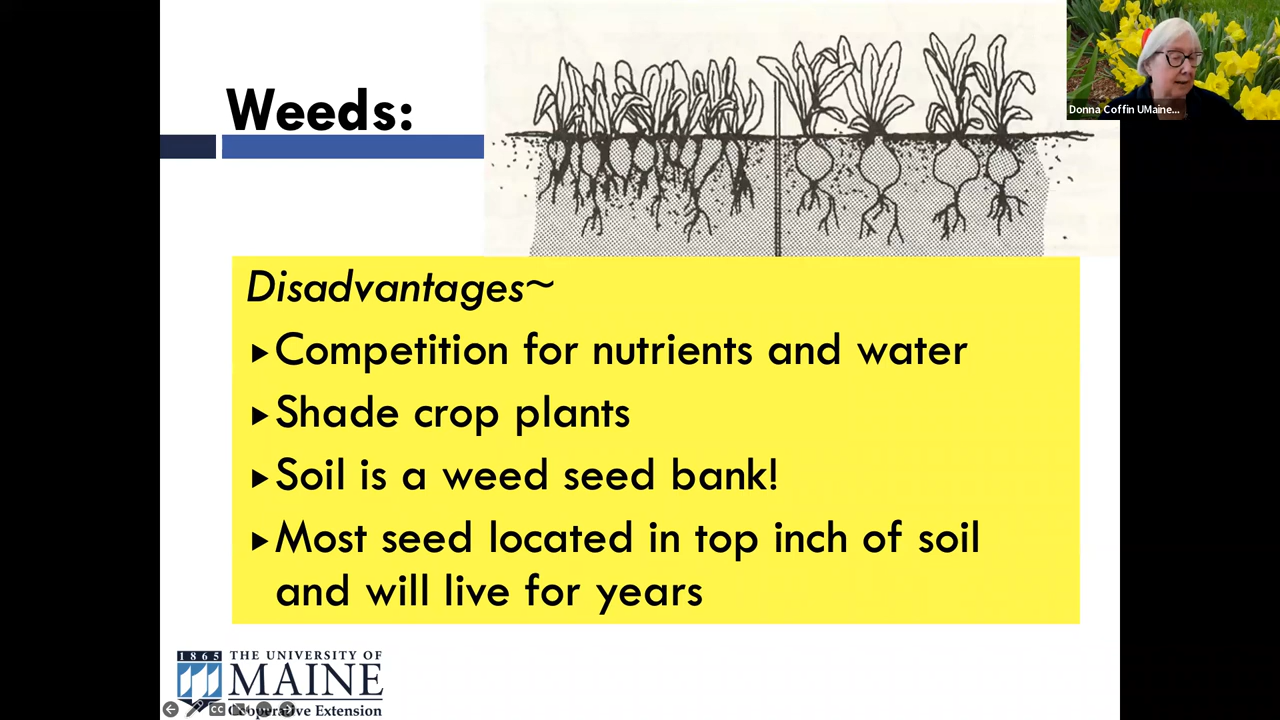 Weeds:
Donna Coffin UMaine...
Disadvantages~
▸Competition for nutrients and water
▸Shade crop plants
▸Soil is a weed seed bank!
▸Most seed located in top inch of soil
and will live for years
1865 THE UNIVERSITY OF
MAINE
Cooperative Extension
CC